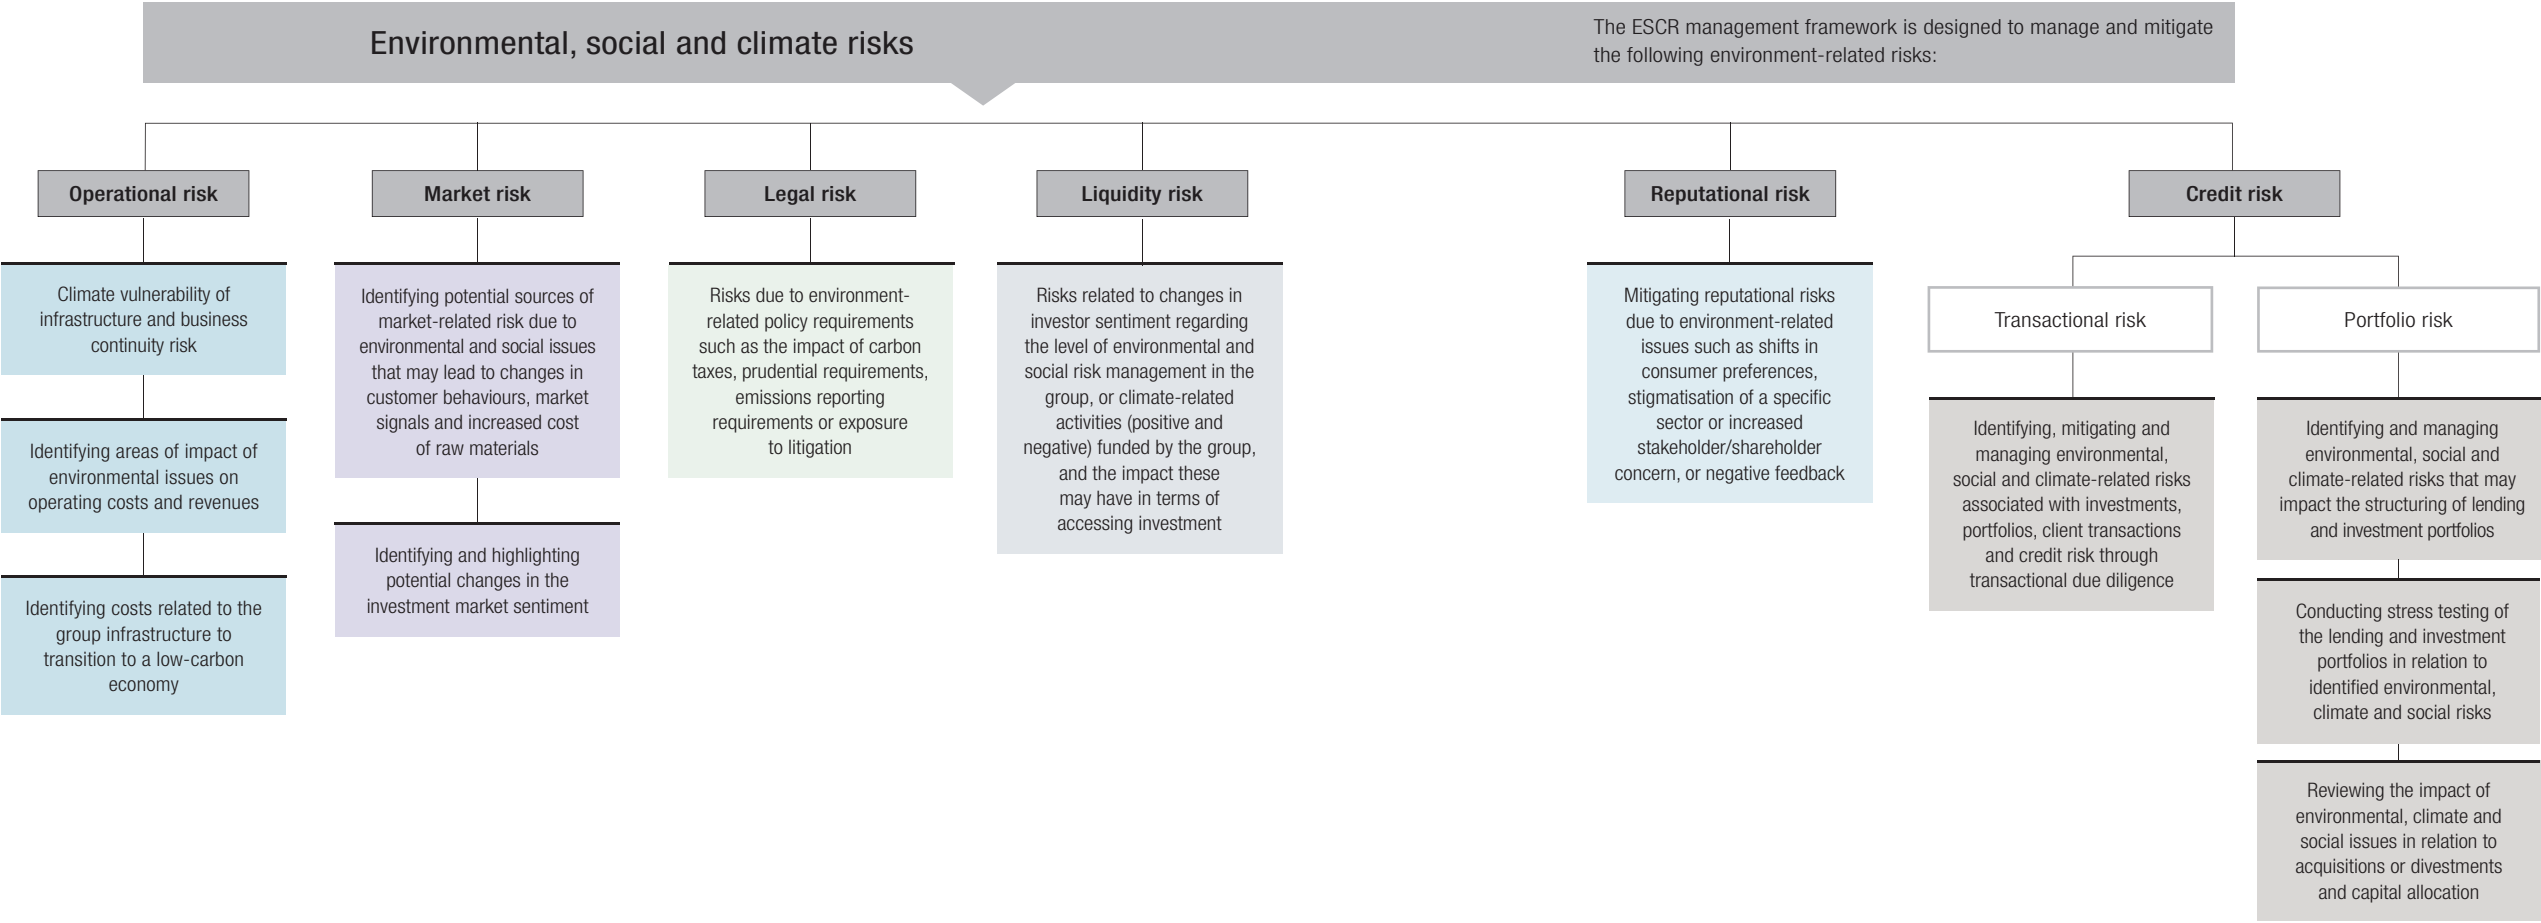 Environmental, social and climate risks
The ESCR management framework is designed to manage and mitigate
the following environment-related risks:
Operational risk
Climate vulnerability of
infrastructure and business
continuity risk
Identifying areas of impact of
environmental issues on
operating costs and revenues
Identifying costs related to the
group infrastructure to
transition to a low-carbon
economy
Market risk
Identifying potential sources of
market-related risk due to
environmental and social issues
that may lead to changes in
customer behaviours, market
signals and increased cost
of raw materials
Identifying and highlighting
potential changes in the
investment market sentiment
Legal risk
Risks due to environment-
related policy requirements
such as the impact of carbon
taxes, prudential requirements,
emissions reporting
requirements or exposure
to litigation
Liquidity risk
Risks related to changes in
investor sentiment regarding
the level of environmental and
social risk management in the
group, or climate-related
activities (positive and
negative) funded by the group,
and the impact these
may have in terms of
accessing investment
Reputational risk
Mitigating reputational risks
due to environment-related
issues such as shifts in
consumer preferences,
stigmatisation of a specific
sector or increased
stakeholder/shareholder
concern, or negative feedback
Credit risk
Transactional risk
Identifying, mitigating and
managing environmental,
social and climate-related risks
associated with investments,
portfolios, client transactions
and credit risk through
transactional due diligence
Portfolio risk
Identifying and managing
environmental, social and
climate-related risks that may
impact the structuring of lending
and investment portfolios
Conducting stress testing of
the lending and investment
portfolios in relation to
identified environmental,
climate and social risks
Reviewing the impact of
environmental, climate and
social issues in relation to
acquisitions or divestments
and capital allocation